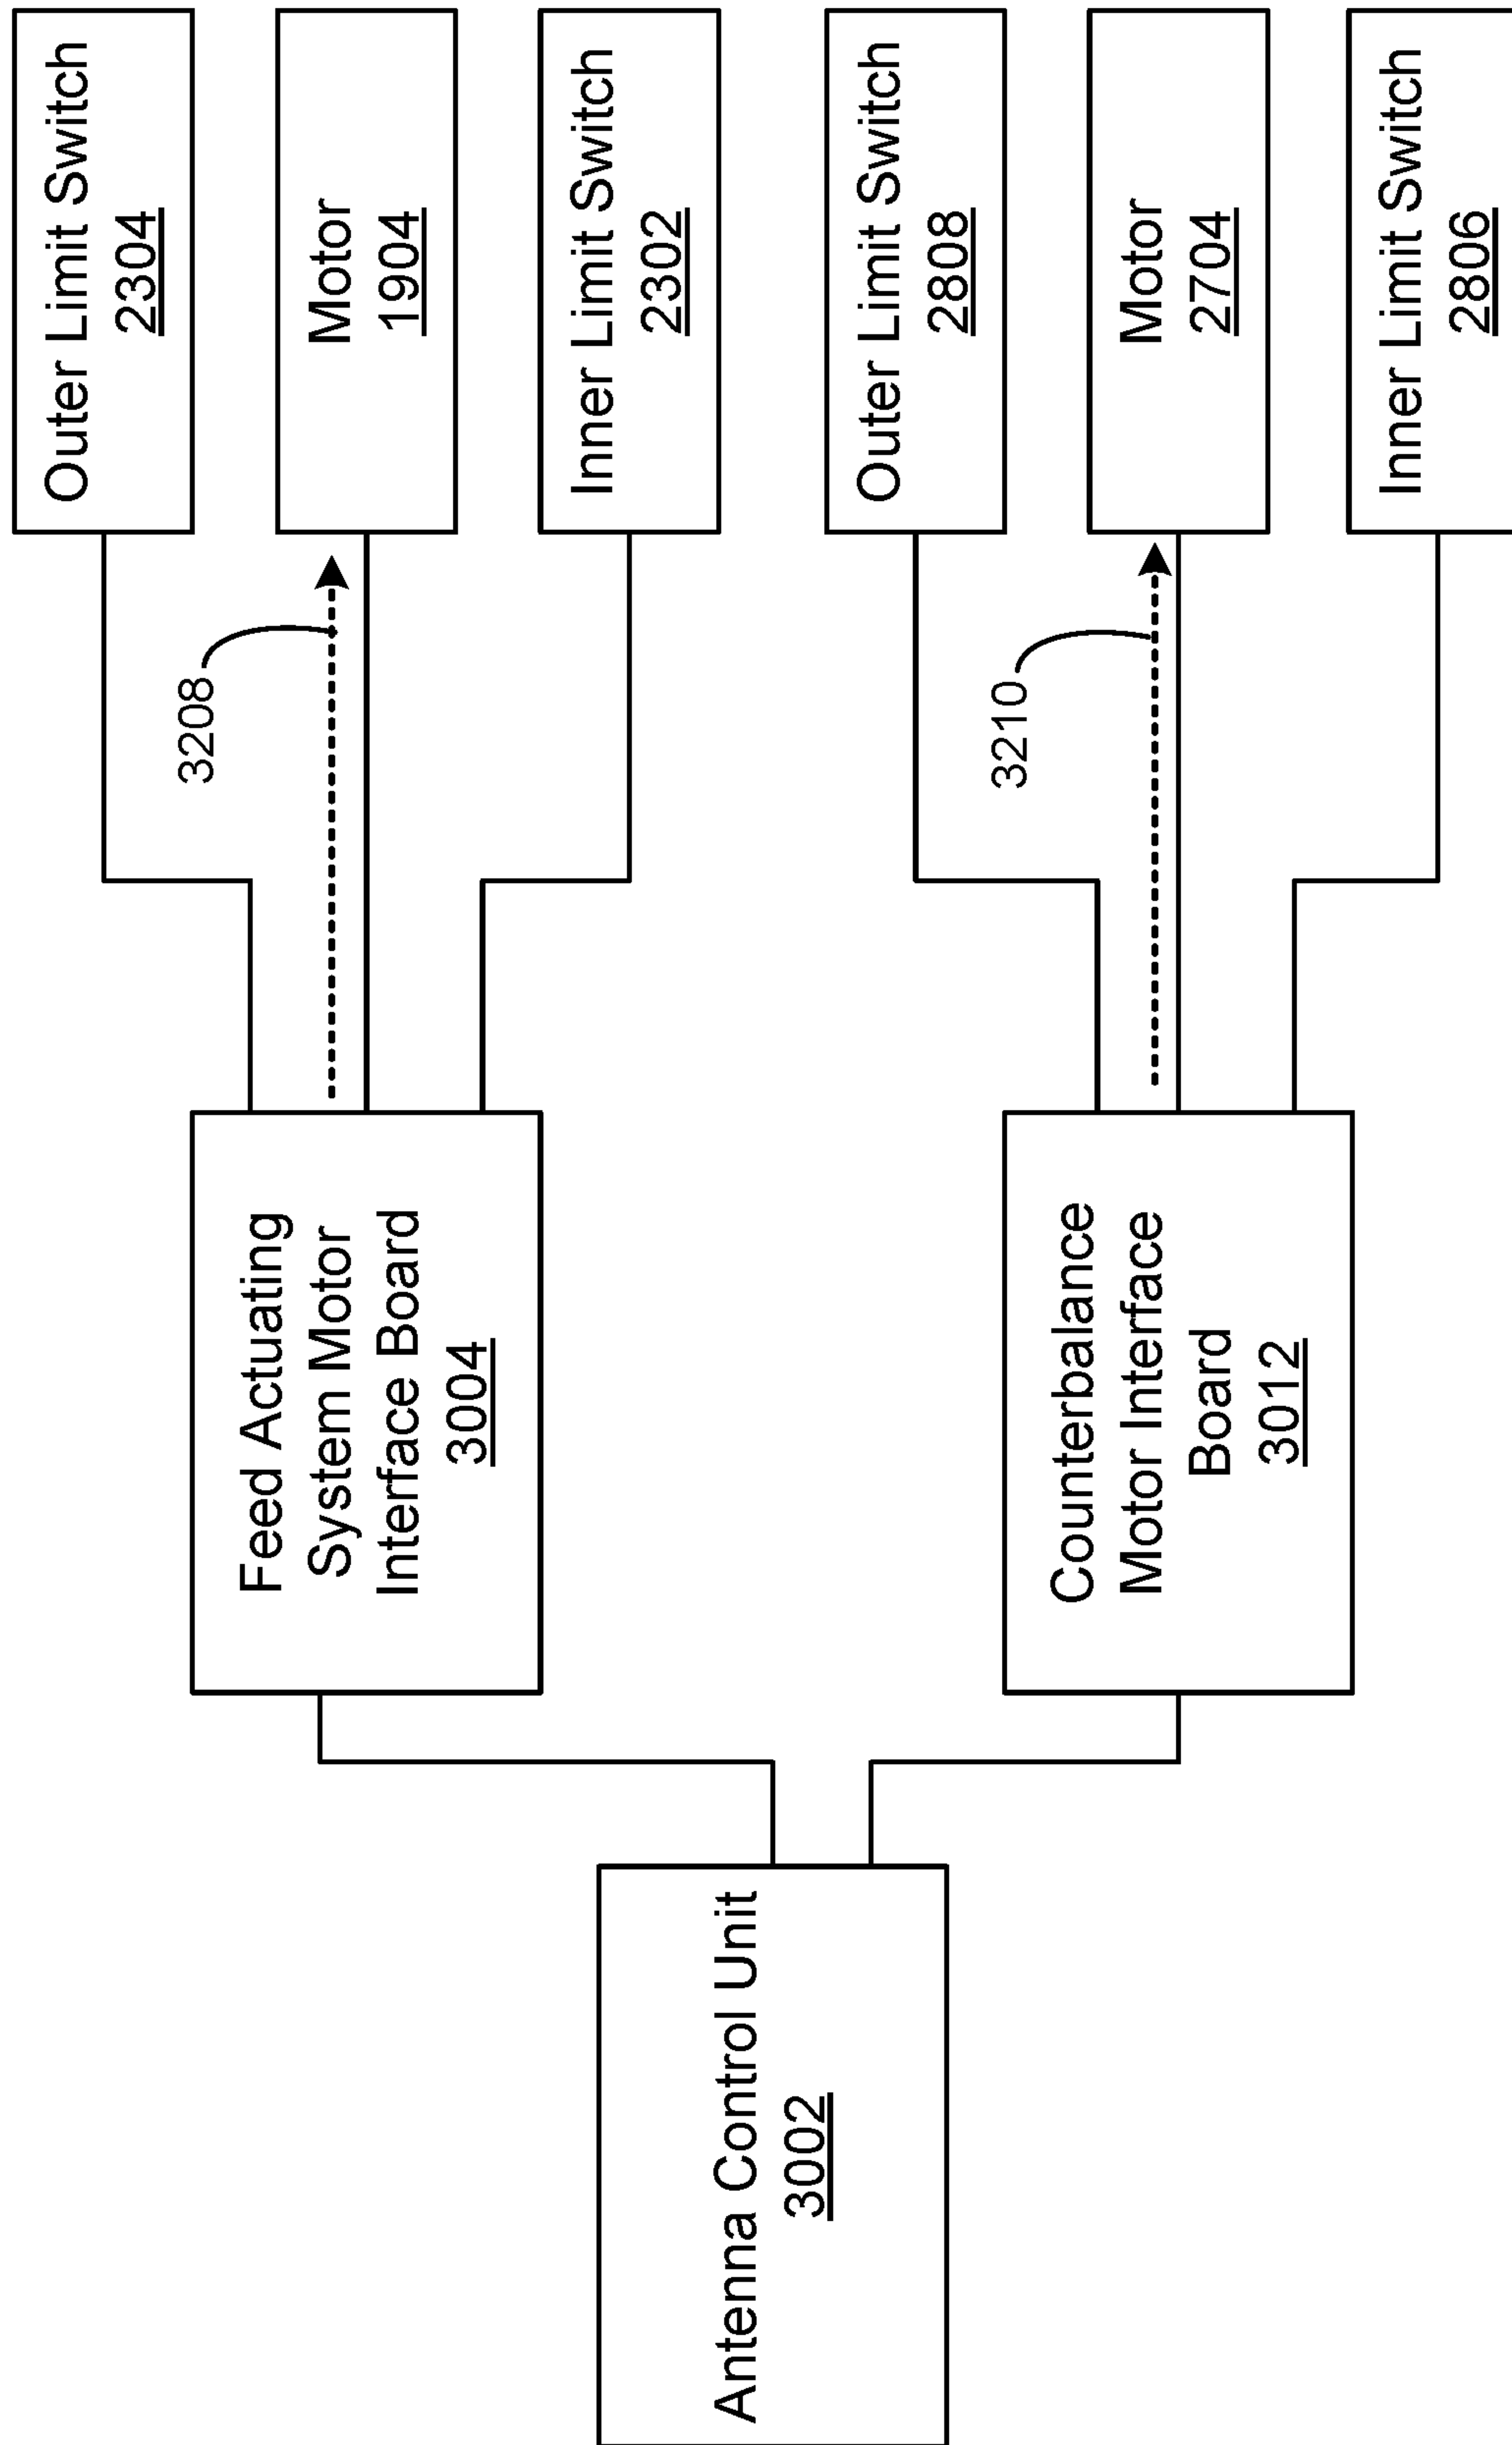 Outer Limit Switch
2304
Motor
1904
Inner Limit Switch
2302
3208
Feed Actuating
System Motor
Interface Board
3004
Antenna Control Unit
3002
Outer Limit Switch
2808
Motor
2704
Inner Limit Switch
2806
3210
Counterbalance
Motor Interface
Board
3012